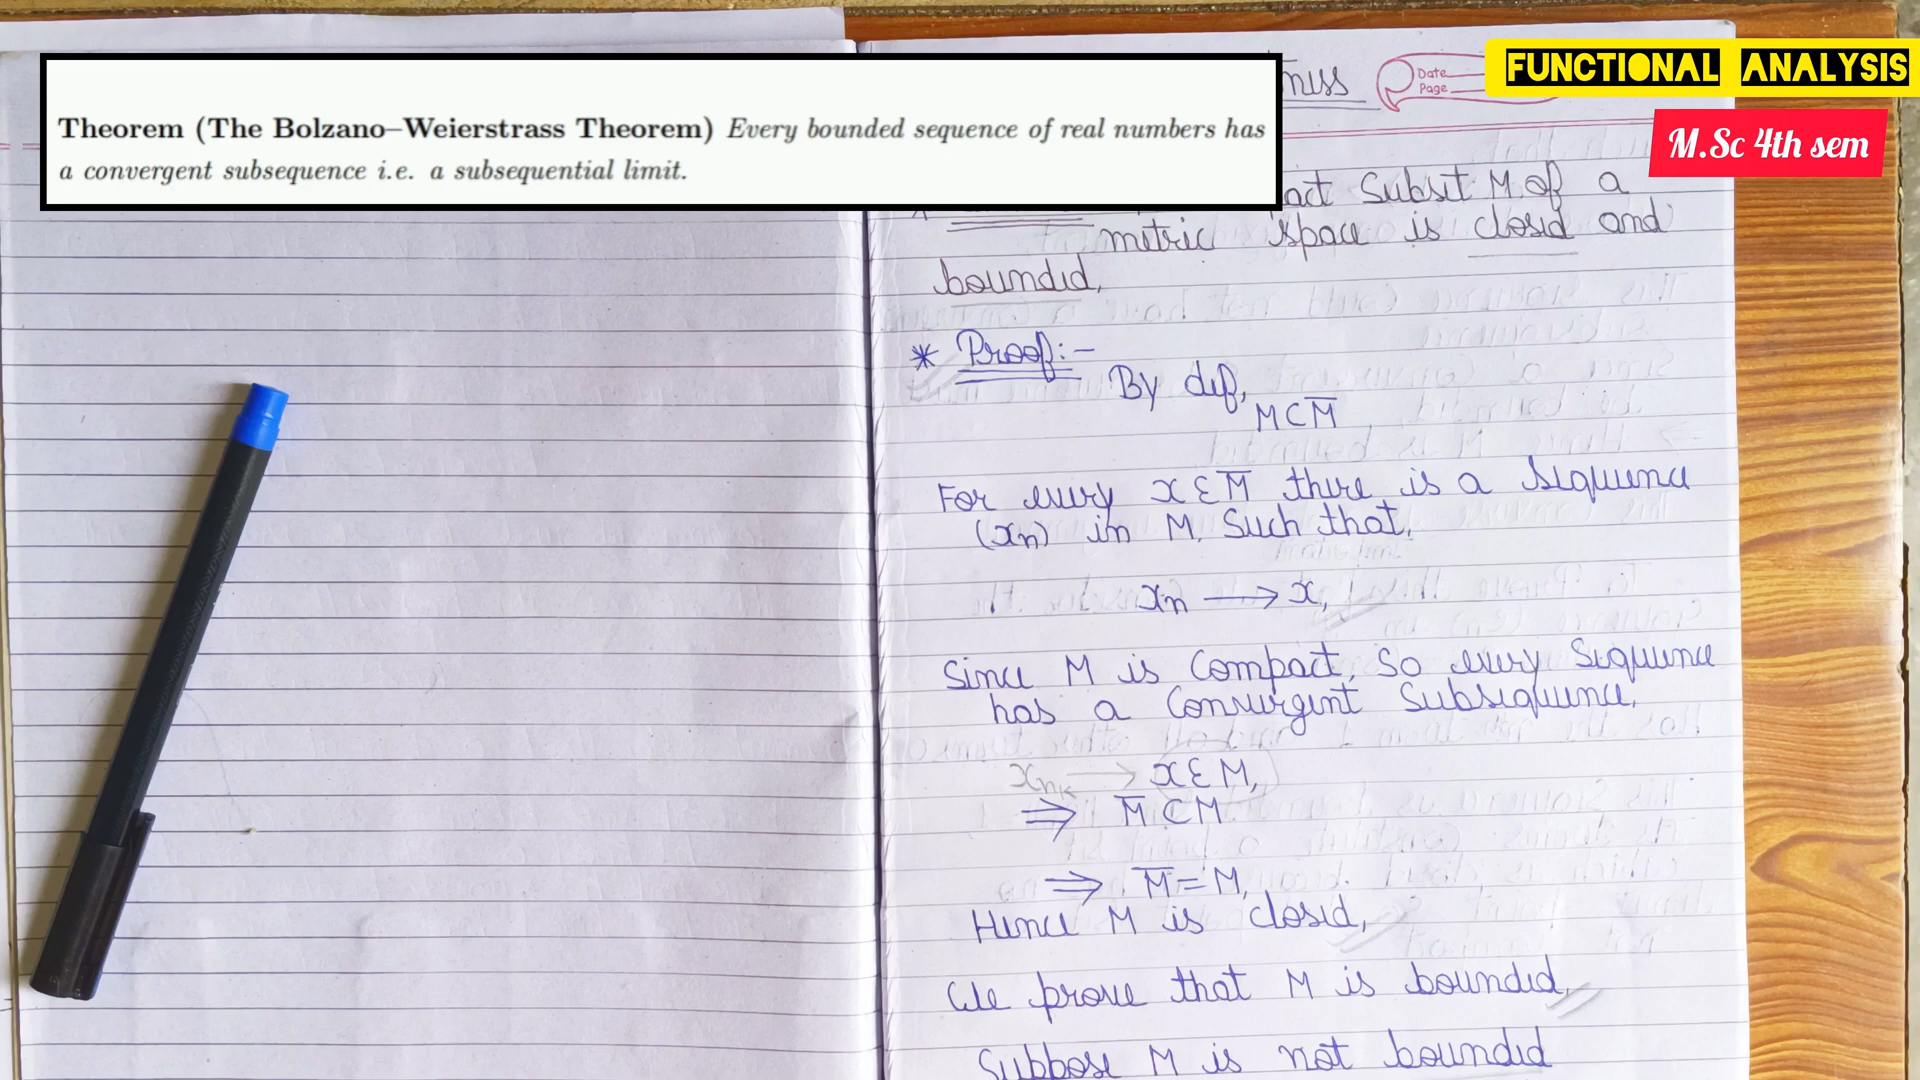 FUNCTIONAL ANALYSIS
M.Sc 4th sem
Theorem (The Bolzano–Weierstrass Theorem) Every bounded sequence of real numbers has
a convergent subsequence i.e. a subsequential limit.
Date
Page
act Subset M of a
metric space is closed and
bounded,
* Proof:-
By def,
M⊂M̅
For every x ε M̅ there is a sequence
(xn) in M, Such that,
xn → x,
Since M is Compact, So every Sequence
has a Convergent Subsequence,
xnk → x ε M,
⇒ M̅ ⊂ M
⇒ M̅ = M,
Hence M is closed,
We prove that M is bounded,
Suppose M is not bounded